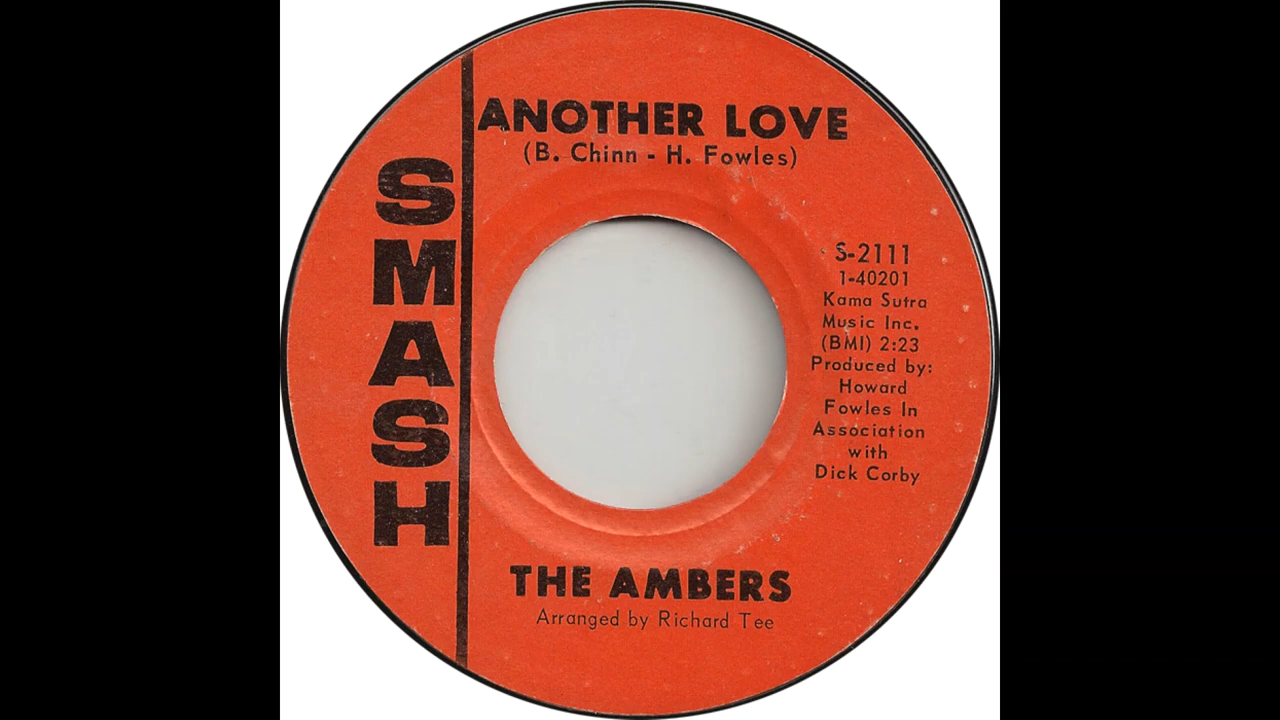 ANOTHER LOVE
(B. Chinn - H. Fowles)
SMASH
S-2111
1-40201
Kama Sutra
Music Inc.
(BMI) 2:23
Produced by:
Howard
Fowles In
Association
with
Dick Corby
THE AMBERS
Arranged by Richard Tee